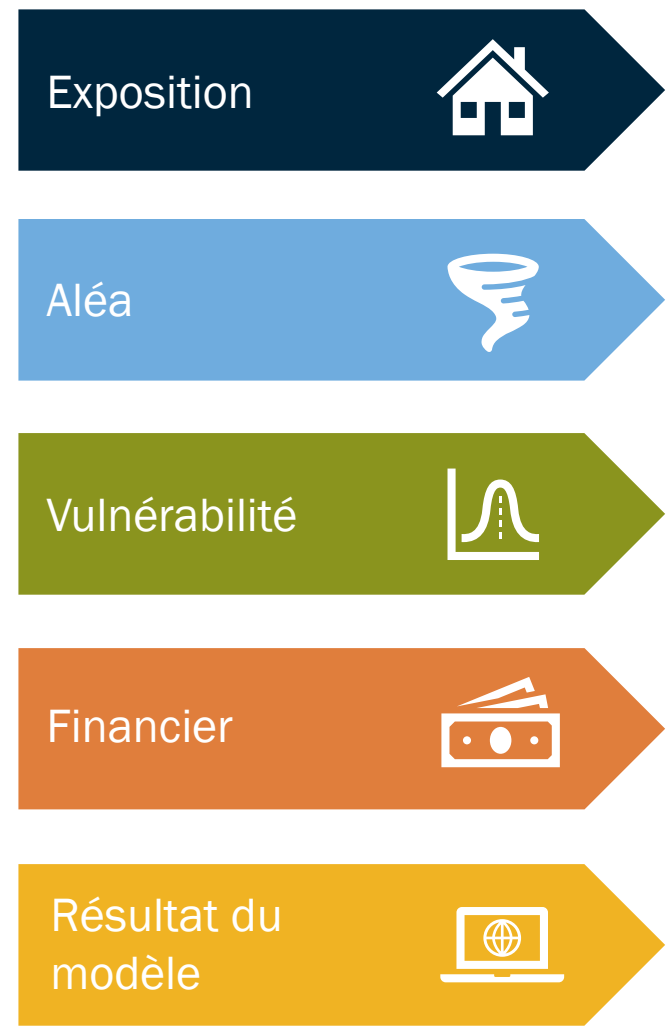 Exposition
Aléa
Vulnérabilité
Financier
Résultat du
modèle